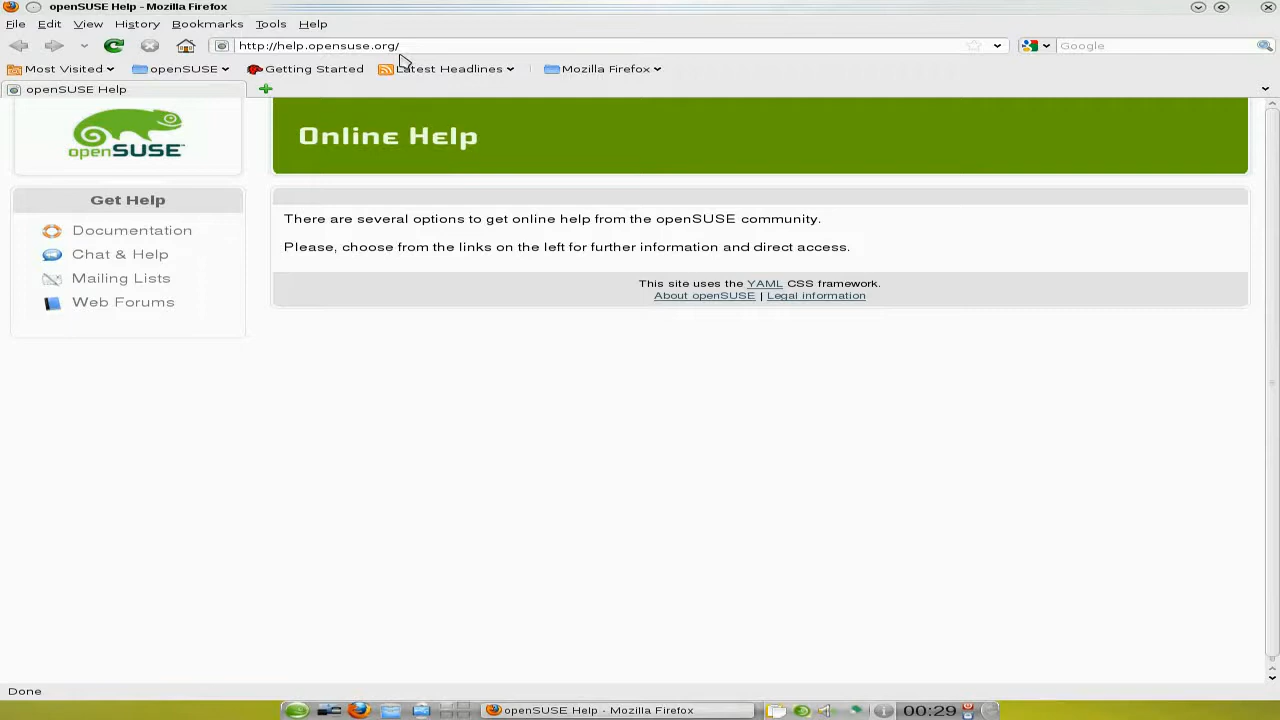 openSUSE Help - Mozilla Firefox
File Edit View History Bookmarks Tools Help
http://help.opensuse.org/ Google
Most Visited openSUSE Getting Started Latest Headlines Mozilla Firefox
openSUSE Help
openSUSE
Online Help
Get Help
Documentation
Chat & Help
Mailing Lists
Web Forums
There are several options to get online help from the openSUSE community.
Please, choose from the links on the left for further information and direct access.
This site uses the YAML CSS framework.
About openSUSE | Legal information
Done
openSUSE Help - Mozilla Firefox 00:29